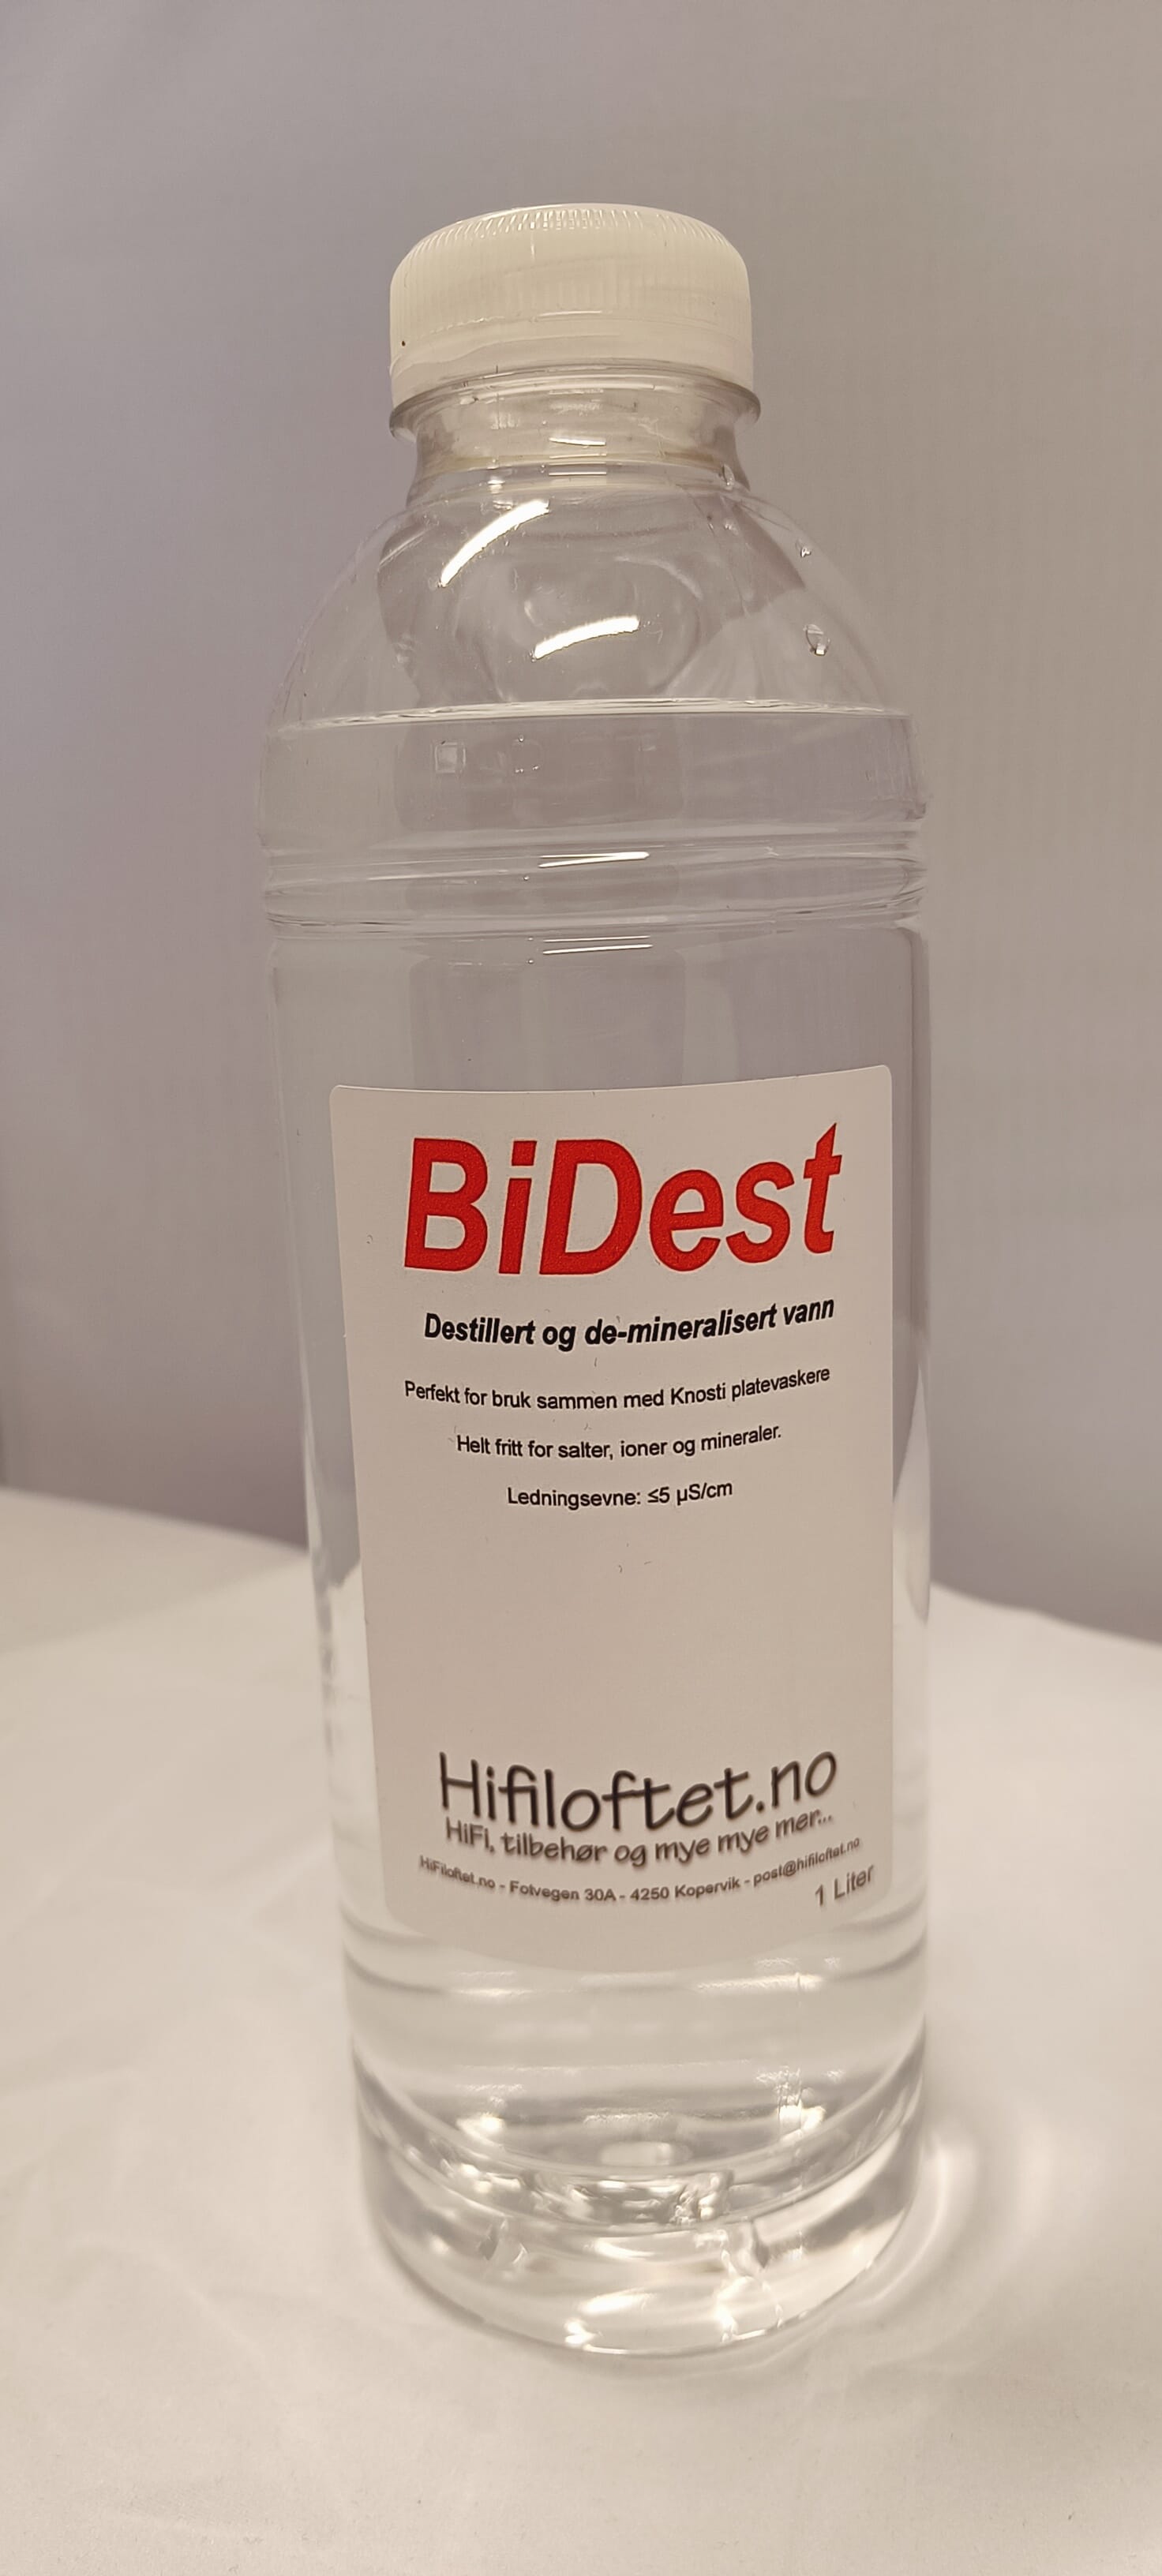 BiDest
Destillert og de-mineralisert vann
Perfekt for bruk sammen med Knosti platevaskere
Helt fritt for salter, ioner og mineraler.
Ledningsevne: ≤5 µS/cm
Hifiloftet.no
HiFi, tilbehør og mye mye mer...
HiFiloftet.no - Fotvegen 30A - 4250 Kopervik - post@hifiloftet.no
1 Liter